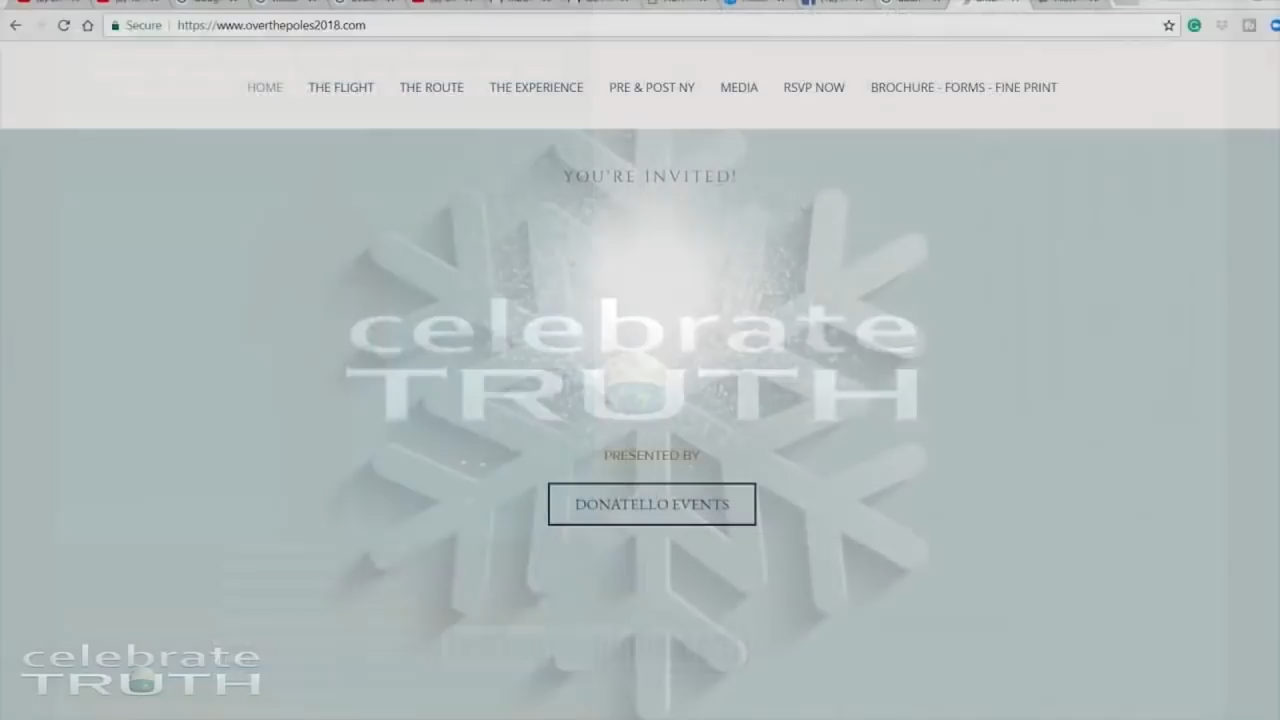 Secure
https://www.overthepoles2018.com
HOME THE FLIGHT THE ROUTE THE EXPERIENCE PRE & POST NY MEDIA RSVP NOW BROCHURE - FORMS - FINE PRINT
YOU'RE INVITED!
celebrate
TRUTH
PRESENTED BY
DONATELLO EVENTS
celebrate
TRUTH